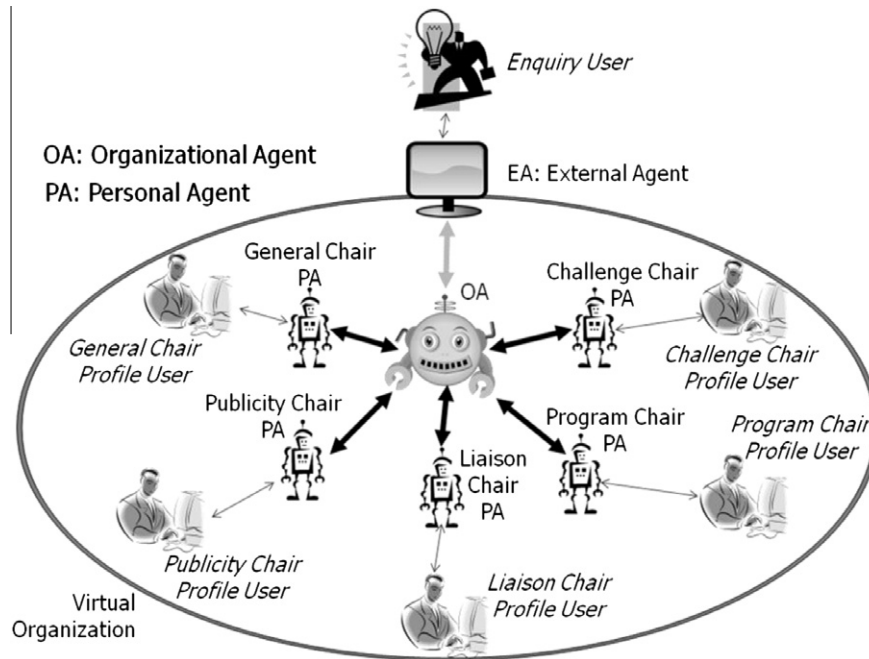 Enquiry User
OA: Organizational Agent
PA: Personal Agent
EA: External Agent
General Chair
PA
OA
Challenge Chair
PA
General Chair
Profile User
Challenge Chair
Profile User
Publicity Chair
PA
Liaison
Chair
PA
Program Chair
PA
Program Chair
Profile User
Publicity Chair
Profile User
Liaison Chair
Profile User
Virtual
Organization